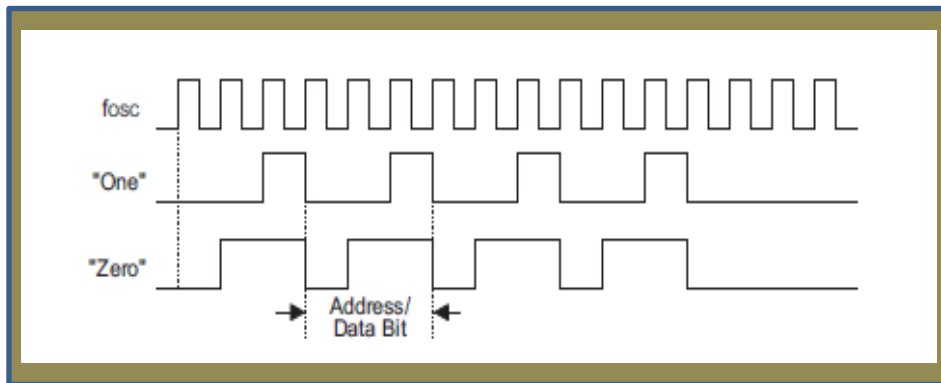 fosc
"One"
"Zero"
Address/
Data Bit